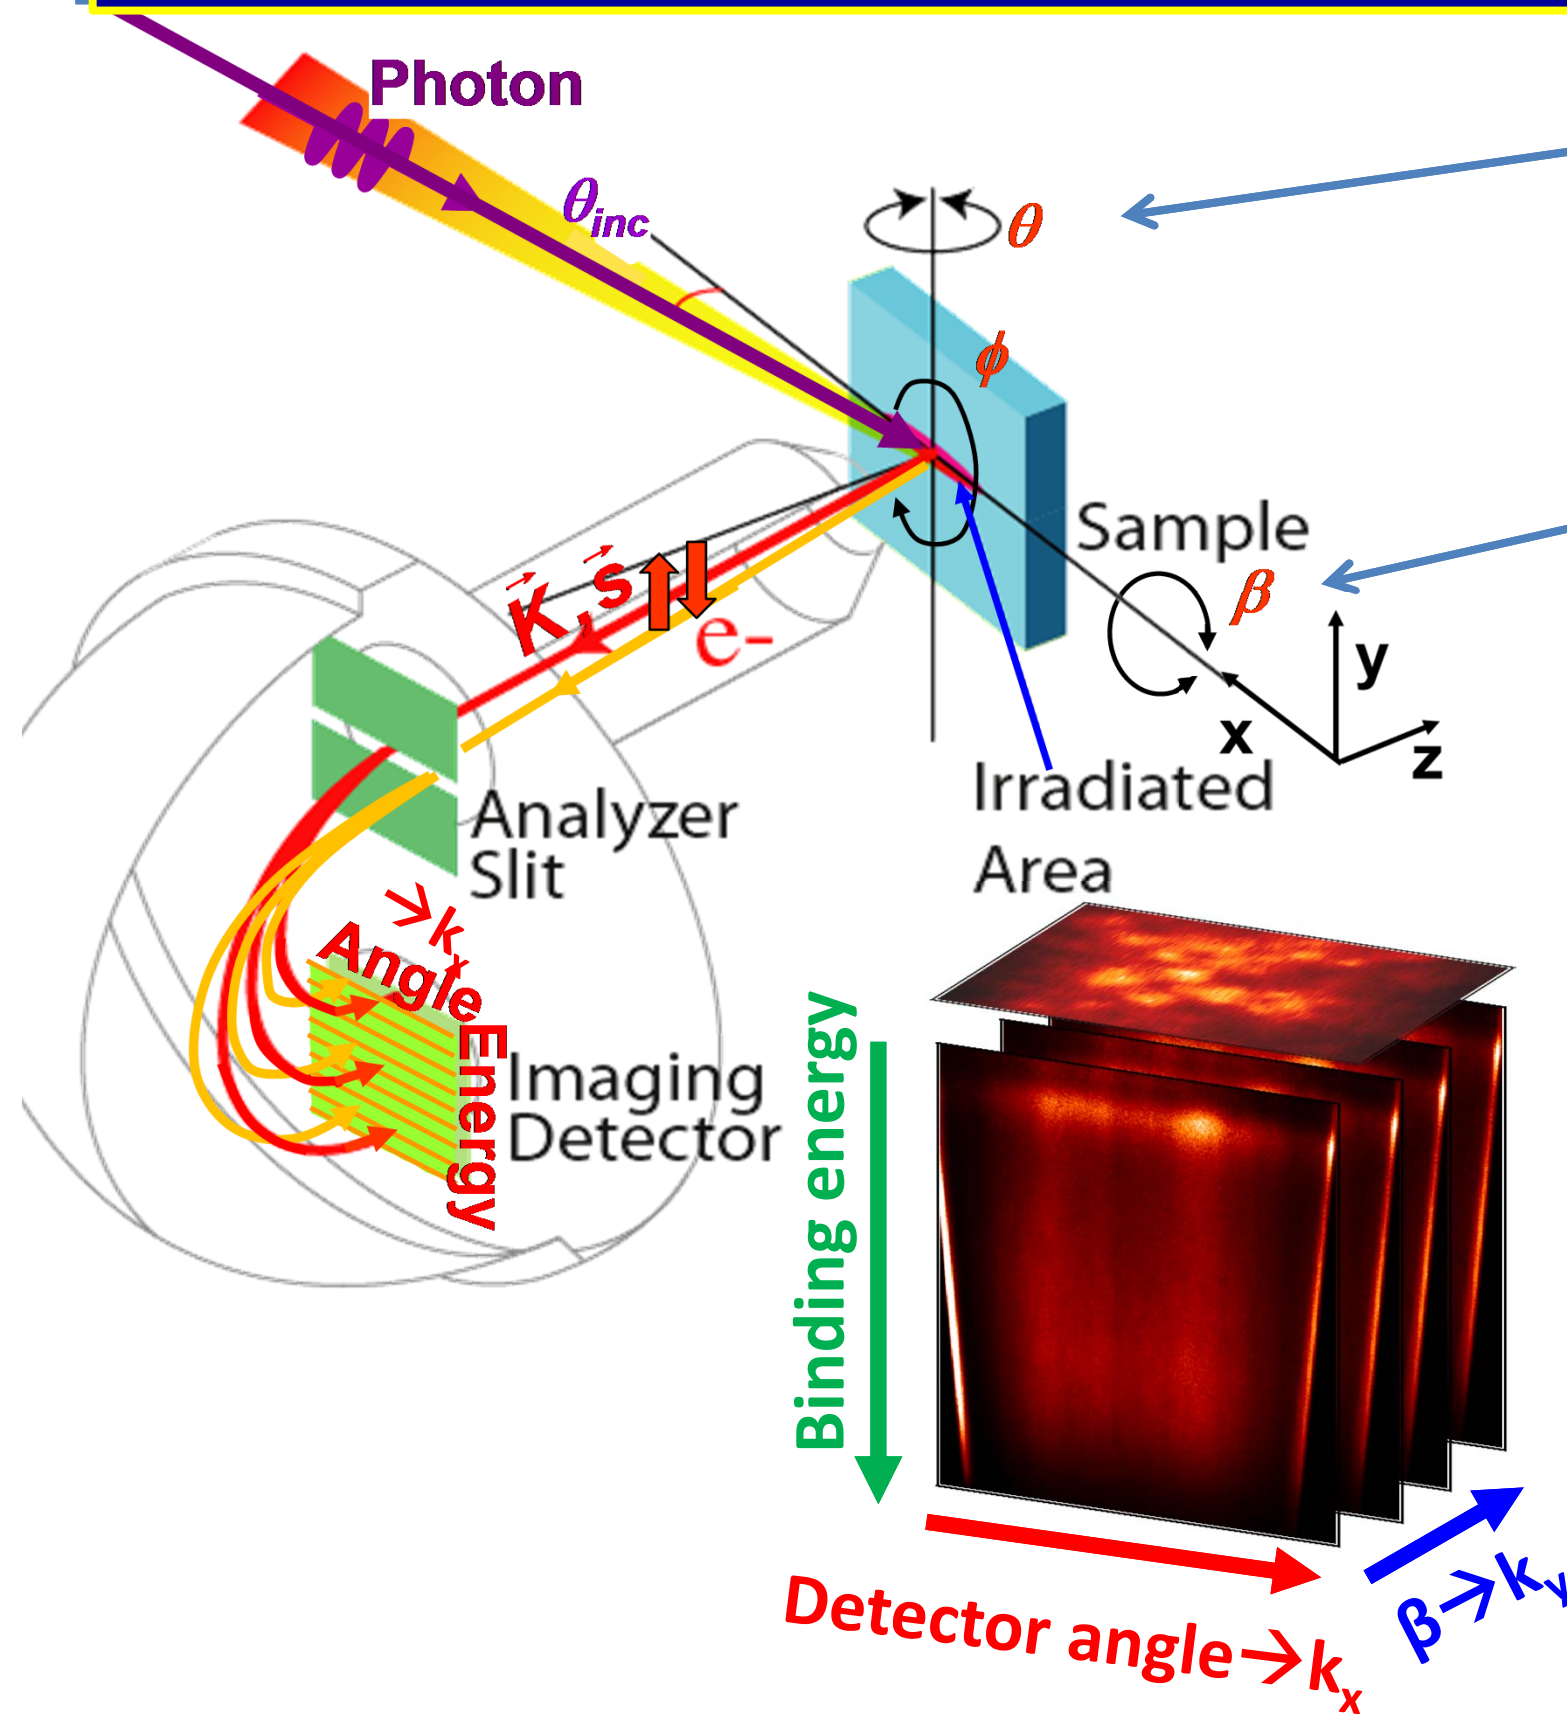 Photon
θinc
θ
ϕ
Sample
β
K,s
e-
y
x
z
Irradiated
Area
Analyzer
Slit
→kx
Angle
Energy
Imaging
Detector
Binding energy
Detector angle→kx
β→ky